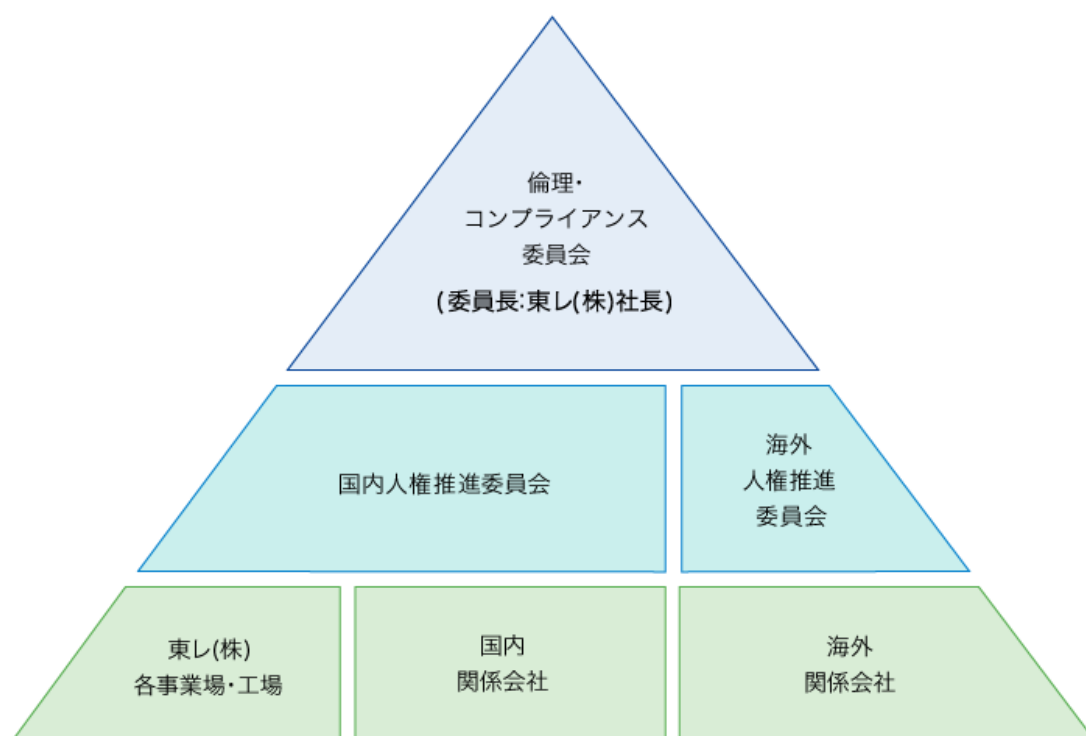 倫理・
コンプライアンス
委員会
(委員長:東レ(株)社長)
国内人権推進委員会
海外
人権推進
委員会
東レ(株)
各事業場・工場
国内
関係会社
海外
関係会社